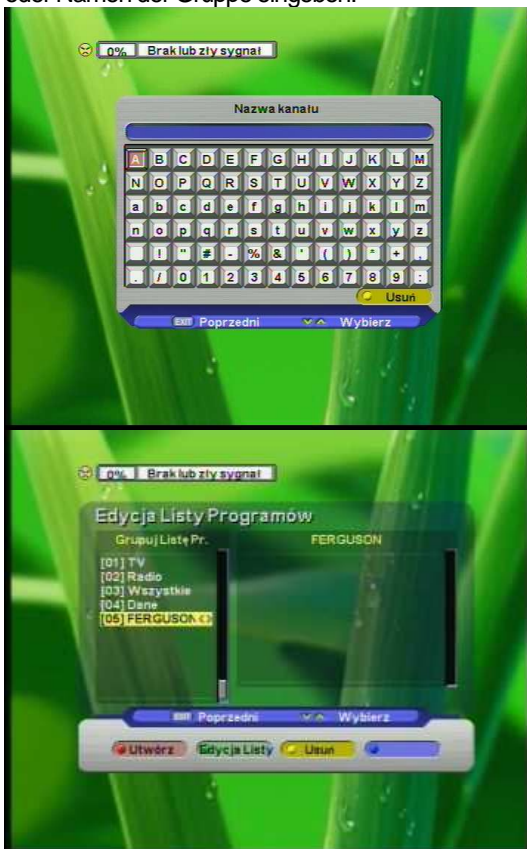 oder Namen der Gruppe eingeben.
0% Brak lub zły sygnał
Nazwa kanału
A B C D E F G H I J K L M
N O P Q R S T U V W X Y Z
a b c d e f g h i j k l m
n o p q r s t u v w x y z
! " # - % & ' ( ) * + ,
. / 0 1 2 3 4 5 6 7 8 9 :
Usuń
EXIT Poprzedni Wybierz
0% Brak lub zły sygnał
Edycja Listy Programów
Grupuj Listę Pr. FERGUSON
[01] TV
[02] Radio
[03] Wszystkie
[04] Dane
[05] FERGUSON
EXIT Poprzedni Wybierz
Utwórz Edycja Listy Usuń